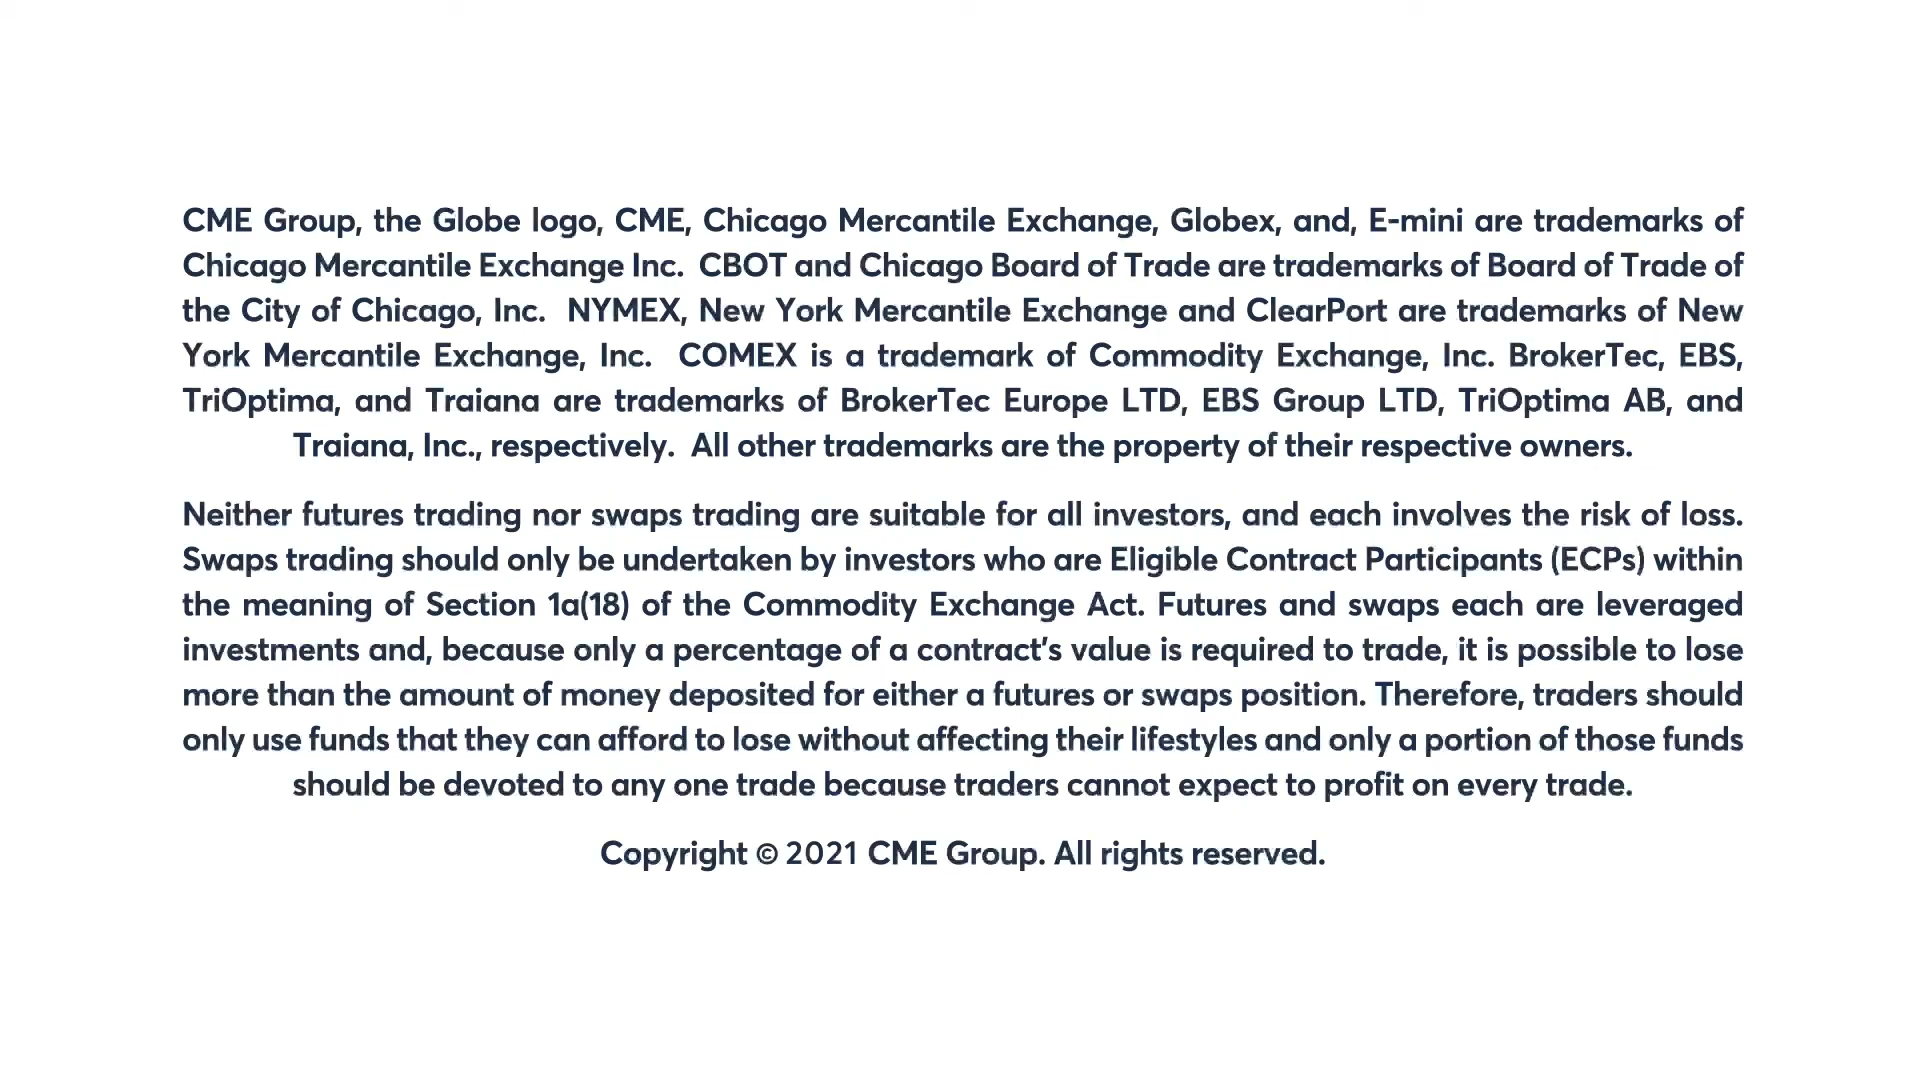 CME Group, the Globe logo, CME, Chicago Mercantile Exchange, Globex, and, E-mini are trademarks of
Chicago Mercantile Exchange Inc.  CBOT and Chicago Board of Trade are trademarks of Board of Trade of
the City of Chicago, Inc.  NYMEX, New York Mercantile Exchange and ClearPort are trademarks of New
York Mercantile Exchange, Inc.  COMEX is a trademark of Commodity Exchange, Inc. BrokerTec, EBS,
TriOptima, and Traiana are trademarks of BrokerTec Europe LTD, EBS Group LTD, TriOptima AB, and
Traiana, Inc., respectively.  All other trademarks are the property of their respective owners.
Neither futures trading nor swaps trading are suitable for all investors, and each involves the risk of loss.
Swaps trading should only be undertaken by investors who are Eligible Contract Participants (ECPs) within
the meaning of Section 1a(18) of the Commodity Exchange Act. Futures and swaps each are leveraged
investments and, because only a percentage of a contract's value is required to trade, it is possible to lose
more than the amount of money deposited for either a futures or swaps position. Therefore, traders should
only use funds that they can afford to lose without affecting their lifestyles and only a portion of those funds
should be devoted to any one trade because traders cannot expect to profit on every trade.
Copyright © 2021 CME Group. All rights reserved.